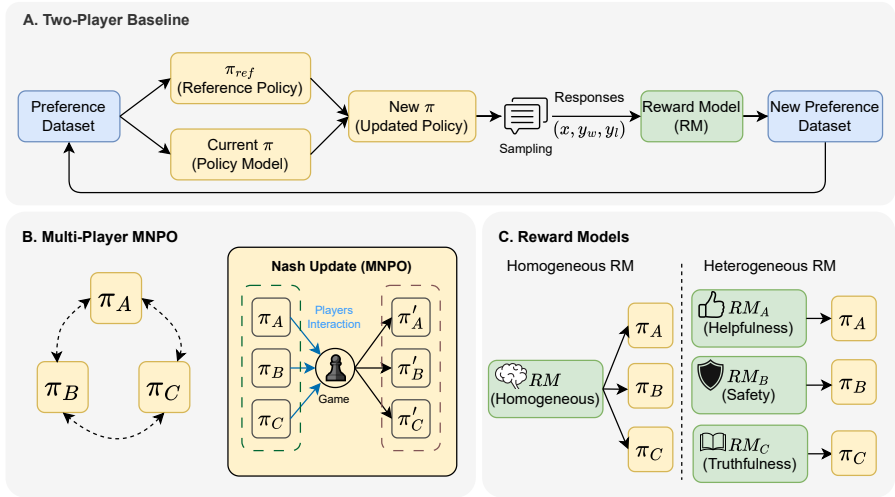 A. Two-Player Baseline
Preference
Dataset
π_ref
(Reference Policy)
Current π
(Policy Model)
New π
(Updated Policy)
Sampling
Responses
(x, y_w, y_l)
Reward Model
(RM)
New Preference
Dataset
B. Multi-Player MNPO
π_A
π_B
π_C
Nash Update (MNPO)
π_A
π_B
π_C
Players
Interaction
Game
π'_A
π'_B
π'_C
C. Reward Models
Homogeneous RM
RM
(Homogeneous)
π_A
π_B
π_C
Heterogeneous RM
RM_A
(Helpfulness)
π_A
RM_B
(Safety)
π_B
RM_C
(Truthfulness)
π_C